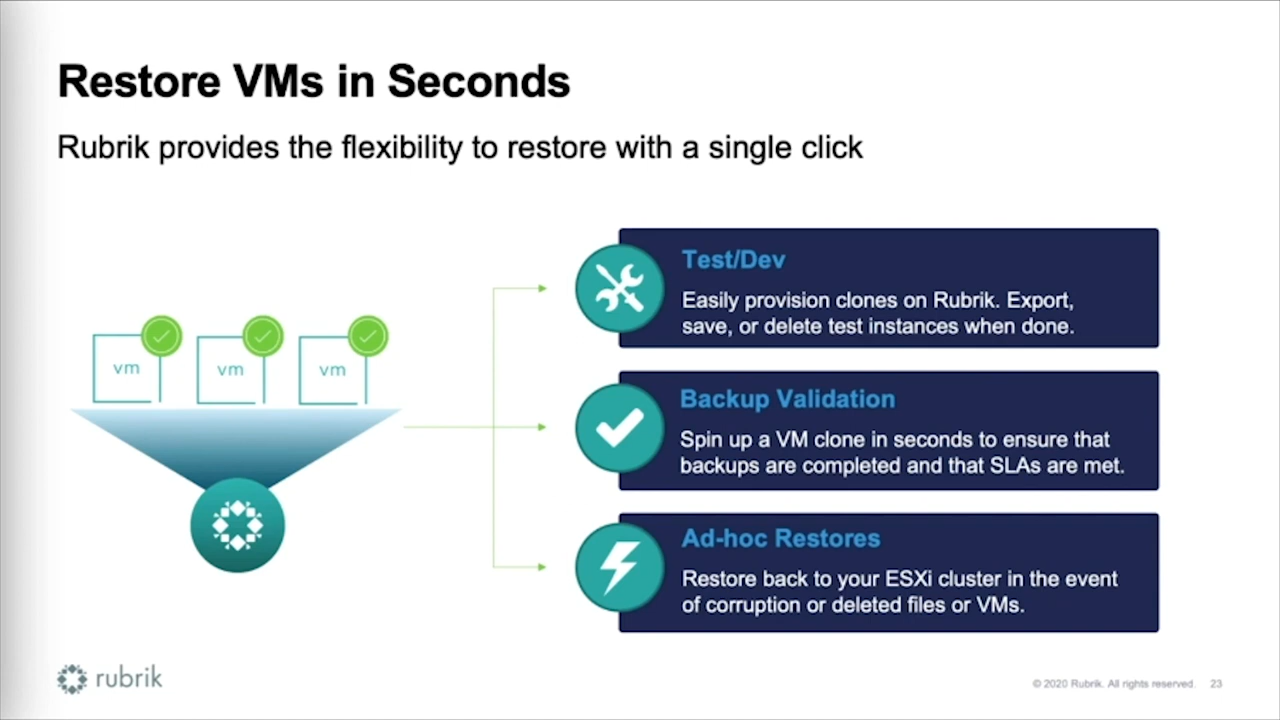 Restore VMs in Seconds
Rubrik provides the flexibility to restore with a single click
vm
vm
vm
Test/Dev
Easily provision clones on Rubrik. Export,
save, or delete test instances when done.
Backup Validation
Spin up a VM clone in seconds to ensure that
backups are completed and that SLAs are met.
Ad-hoc Restores
Restore back to your ESXi cluster in the event
of corruption or deleted files or VMs.
rubrik
© 2020 Rubrik. All rights reserved. 23